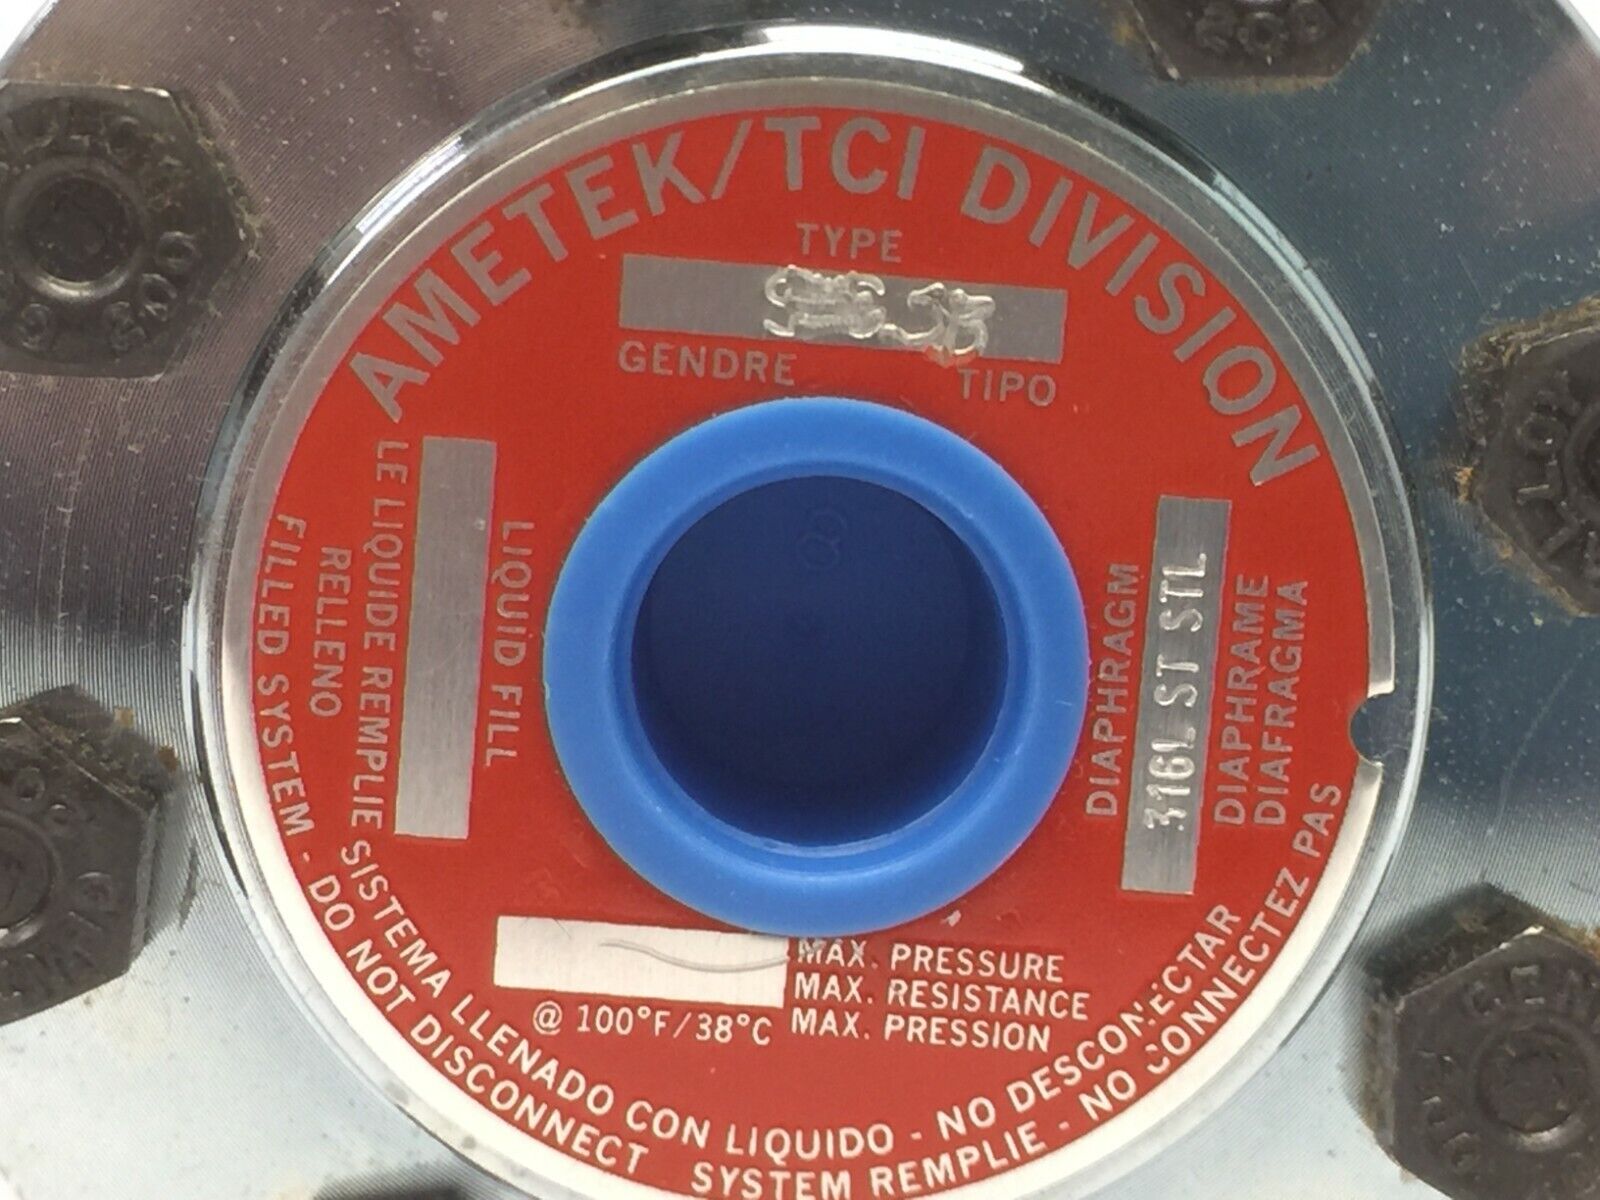 AMETEK/TCI DIVISION
TYPE
GENDRE
TIPO
LIQUID FILL
LE LIQUIDE REMPLIE
RELLENO
DIAPHRAGM
316L ST STL
DIAPHRAME
DIAFRAGMA
MAX. PRESSURE
MAX. RESISTANCE
@ 100°F/38°C MAX. PRESSION
SISTEMA LLENADO CON LIQUIDO - NO DESCONECTAR
FILLED SYSTEM - DO NOT DISCONNECT
SYSTEM REMPLIE - NO CONNECTEZ PAS